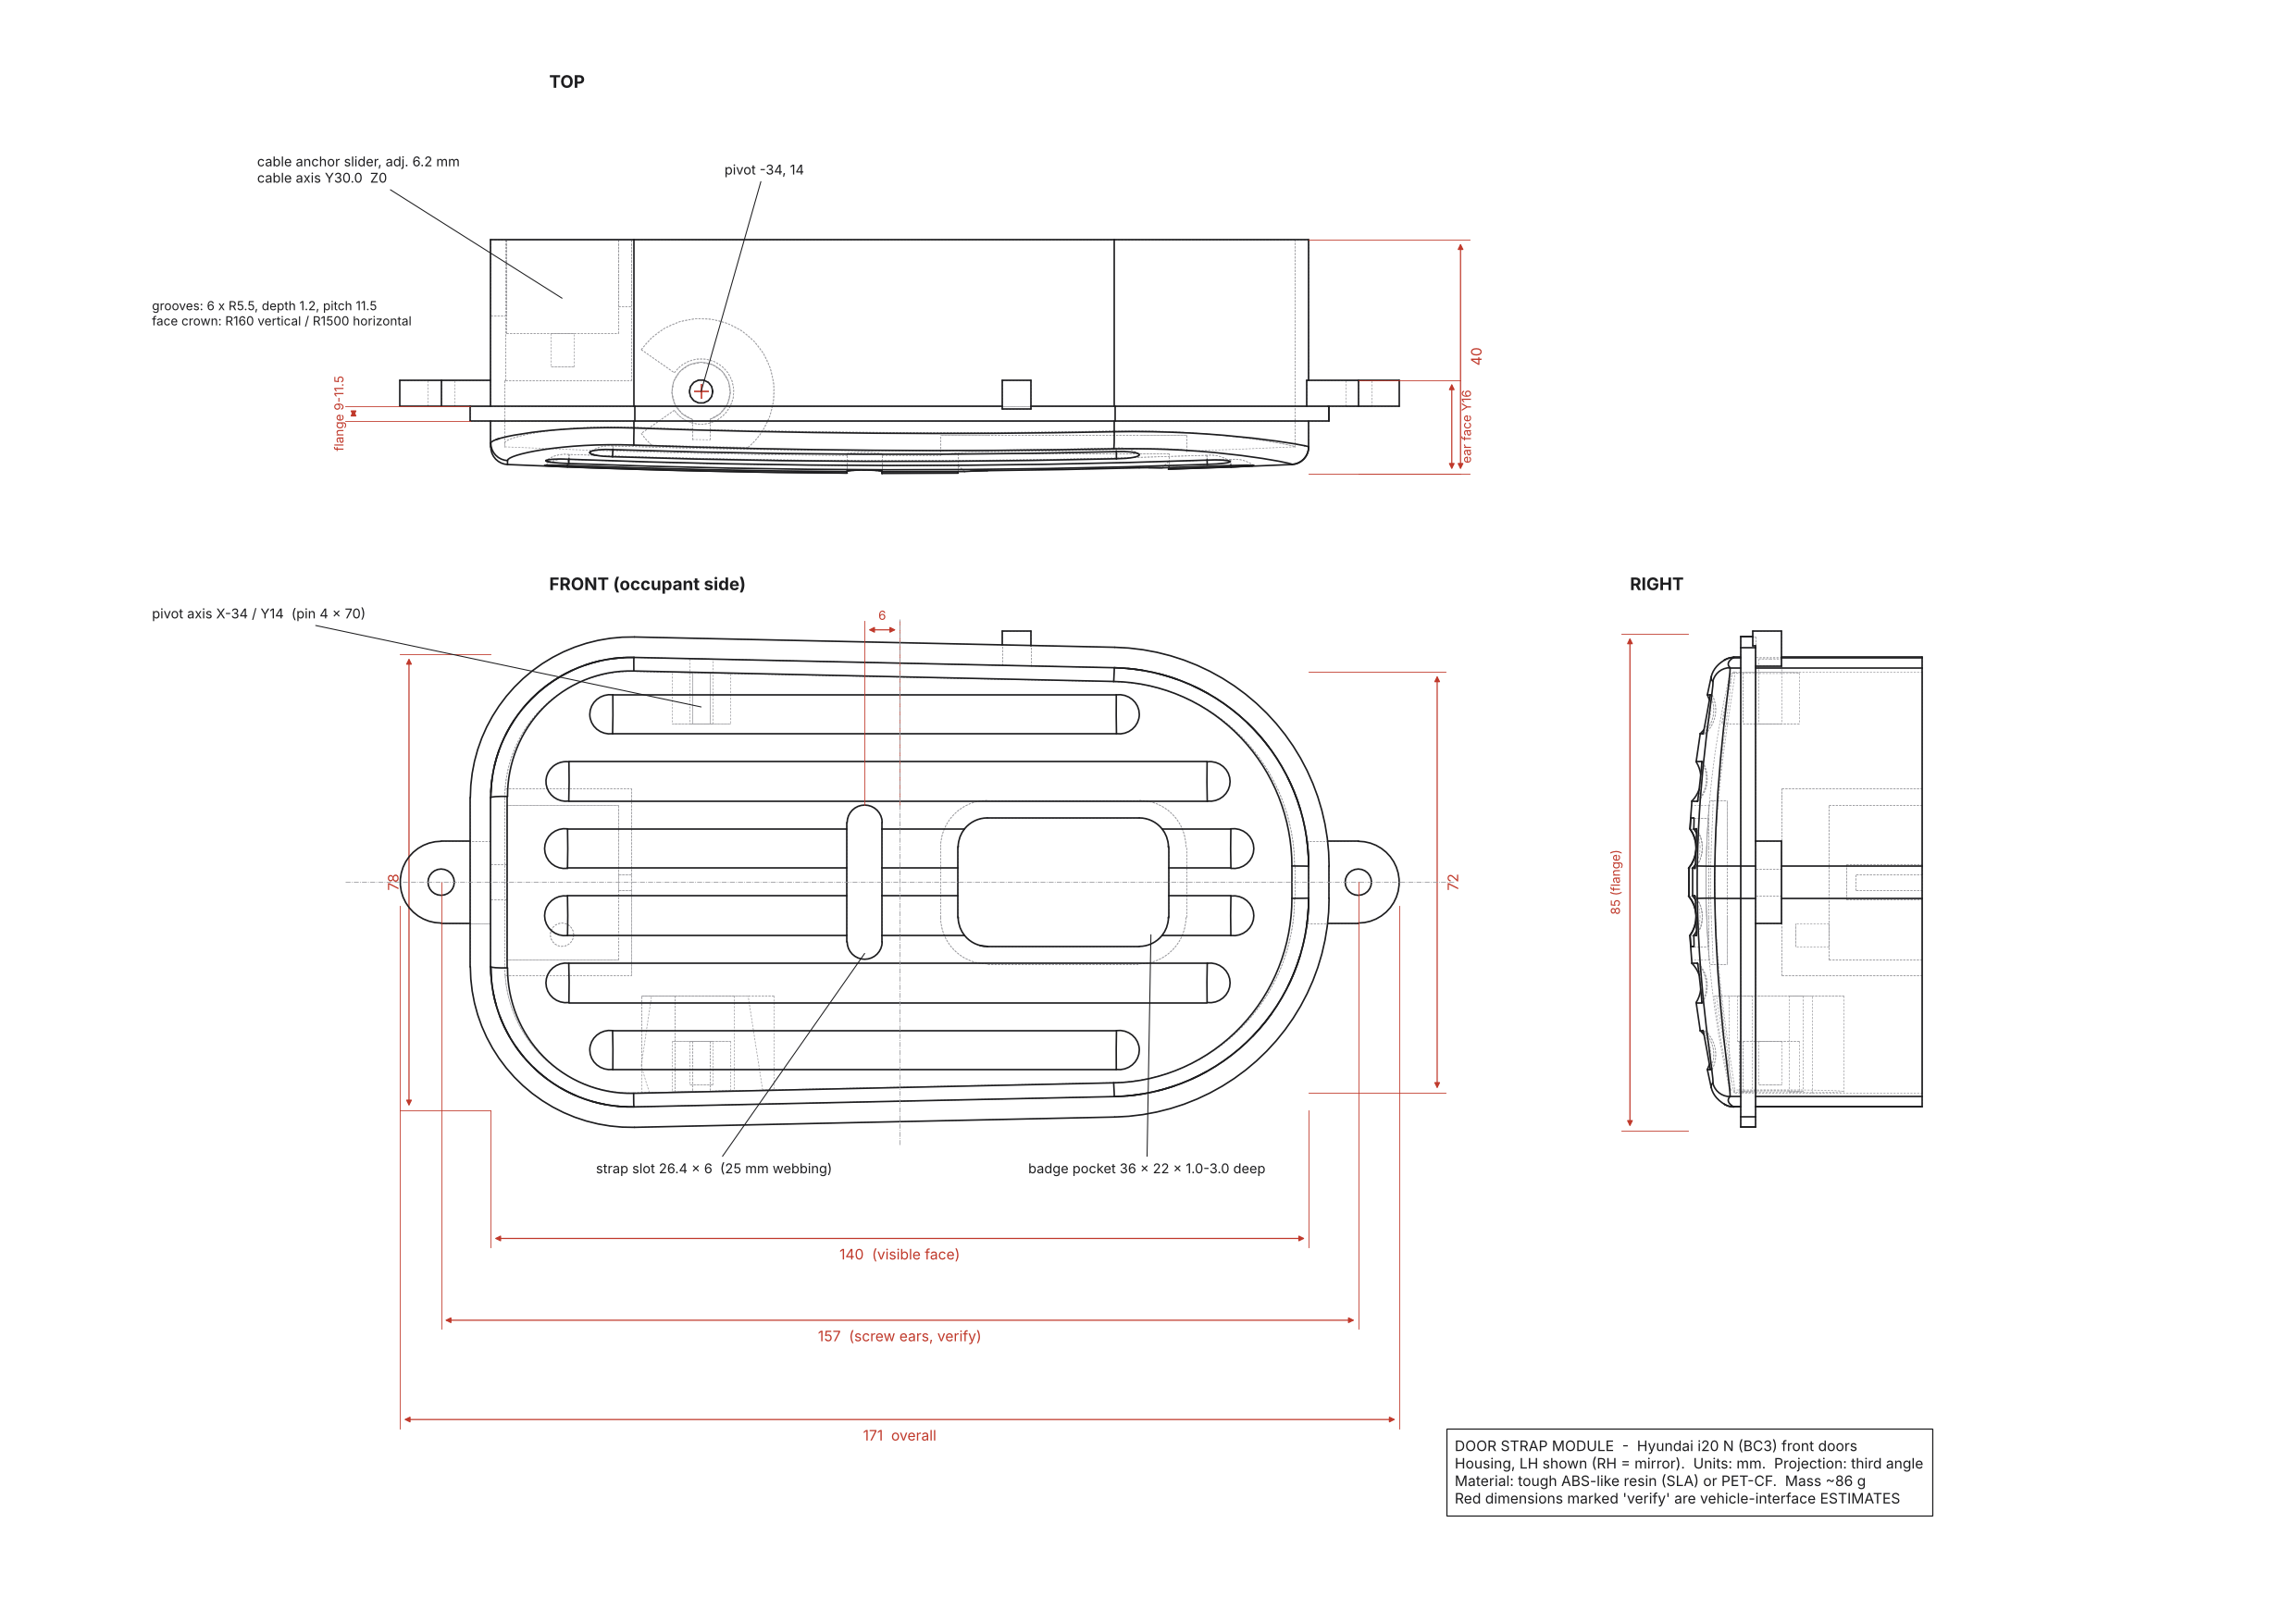 TOP
cable anchor slider, adj. 6.2 mm
cable axis Y30.0  Z0
pivot -34, 14
grooves: 6 x R5.5, depth 1.2, pitch 11.5
face crown: R160 vertical / R1500 horizontal
flange 9-11.5
40
ear face Y16
FRONT (occupant side)
RIGHT
pivot axis X-34 / Y14  (pin 4 × 70)
6
78
72
85 (flange)
strap slot 26.4 × 6  (25 mm webbing)
badge pocket 36 × 22 × 1.0-3.0 deep
140  (visible face)
157  (screw ears, verify)
171  overall
DOOR STRAP MODULE  -  Hyundai i20 N (BC3) front doors
Housing, LH shown (RH = mirror).  Units: mm.  Projection: third angle
Material: tough ABS-like resin (SLA) or PET-CF.  Mass ~86 g
Red dimensions marked 'verify' are vehicle-interface ESTIMATES